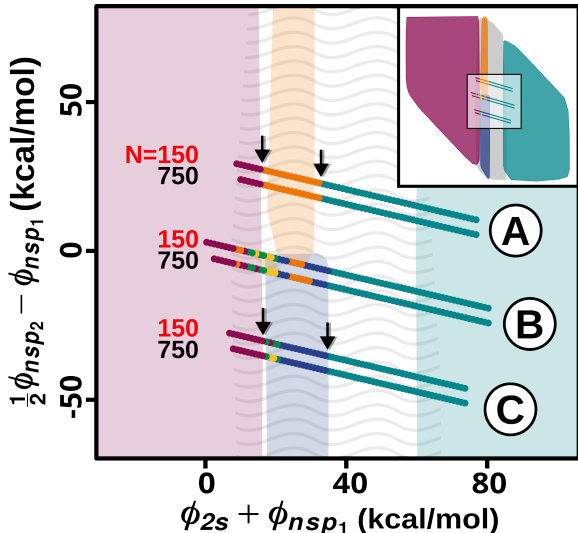 50
0
-50
½ϕnsp₂ − ϕnsp₁ (kcal/mol)
N=150
750
A
150
750
B
150
750
C
0 40 80
ϕ2s + ϕnsp₁ (kcal/mol)